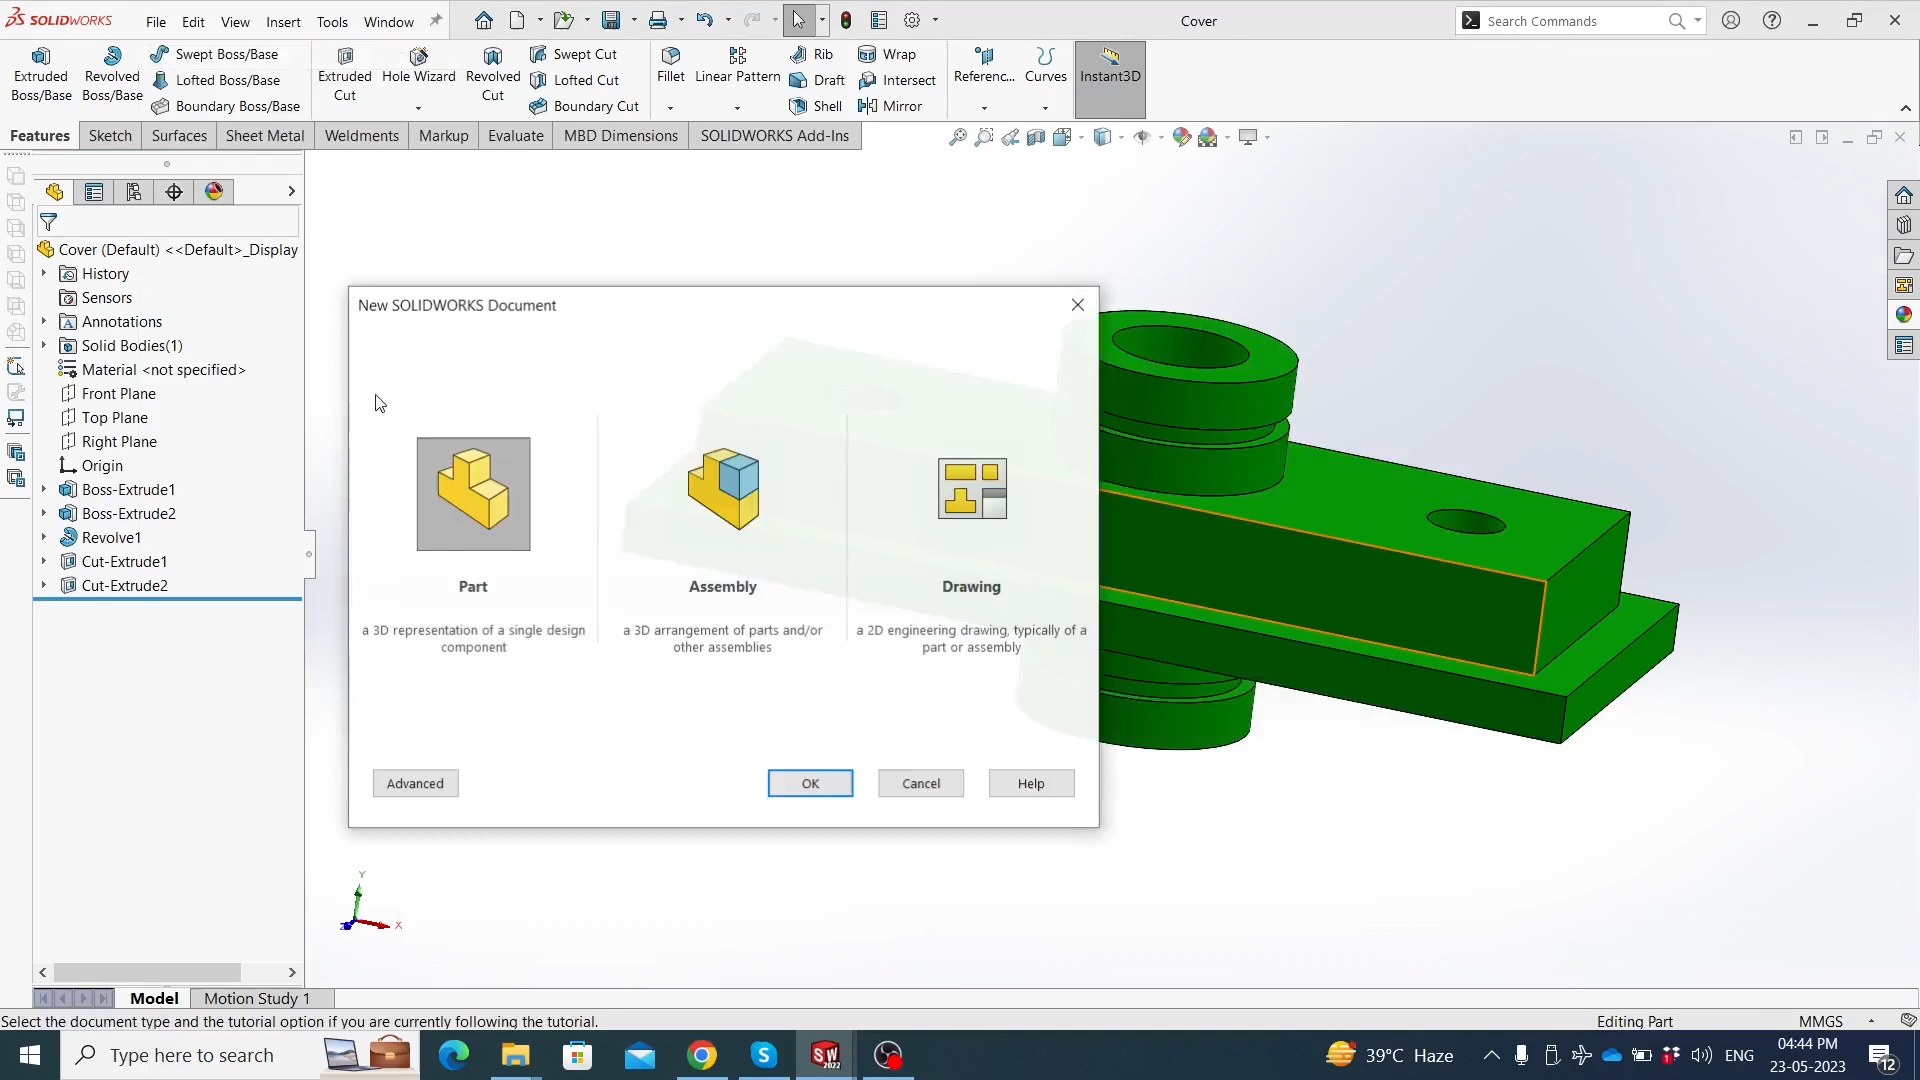 SOLIDWORKS File Edit View Insert Tools Window Cover Search Commands
Extruded Boss/Base
Revolved Boss/Base
Swept Boss/Base
Lofted Boss/Base
Boundary Boss/Base
Extruded Cut
Hole Wizard
Revolved Cut
Swept Cut
Lofted Cut
Boundary Cut
Fillet
Linear Pattern
Rib
Draft
Shell
Wrap
Intersect
Mirror
Referenc...
Curves
Instant3D
Features Sketch Surfaces Sheet Metal Weldments Markup Evaluate MBD Dimensions SOLIDWORKS Add-Ins
Cover (Default) <<Default>_Display
History
Sensors
Annotations
Solid Bodies(1)
Material <not specified>
Front Plane
Top Plane
Right Plane
Origin
Boss-Extrude1
Boss-Extrude2
Revolve1
Cut-Extrude1
Cut-Extrude2
New SOLIDWORKS Document
Part
a 3D representation of a single design
component
Assembly
a 3D arrangement of parts and/or
other assemblies
Drawing
a 2D engineering drawing, typically of a
part or assembly
Advanced OK Cancel Help
Y
X
Z
Model Motion Study 1
Select the document type and the tutorial option if you are currently following the tutorial. Editing Part MMGS
Type here to search 39°C Haze ENG 04:44 PM
23-05-2023 12